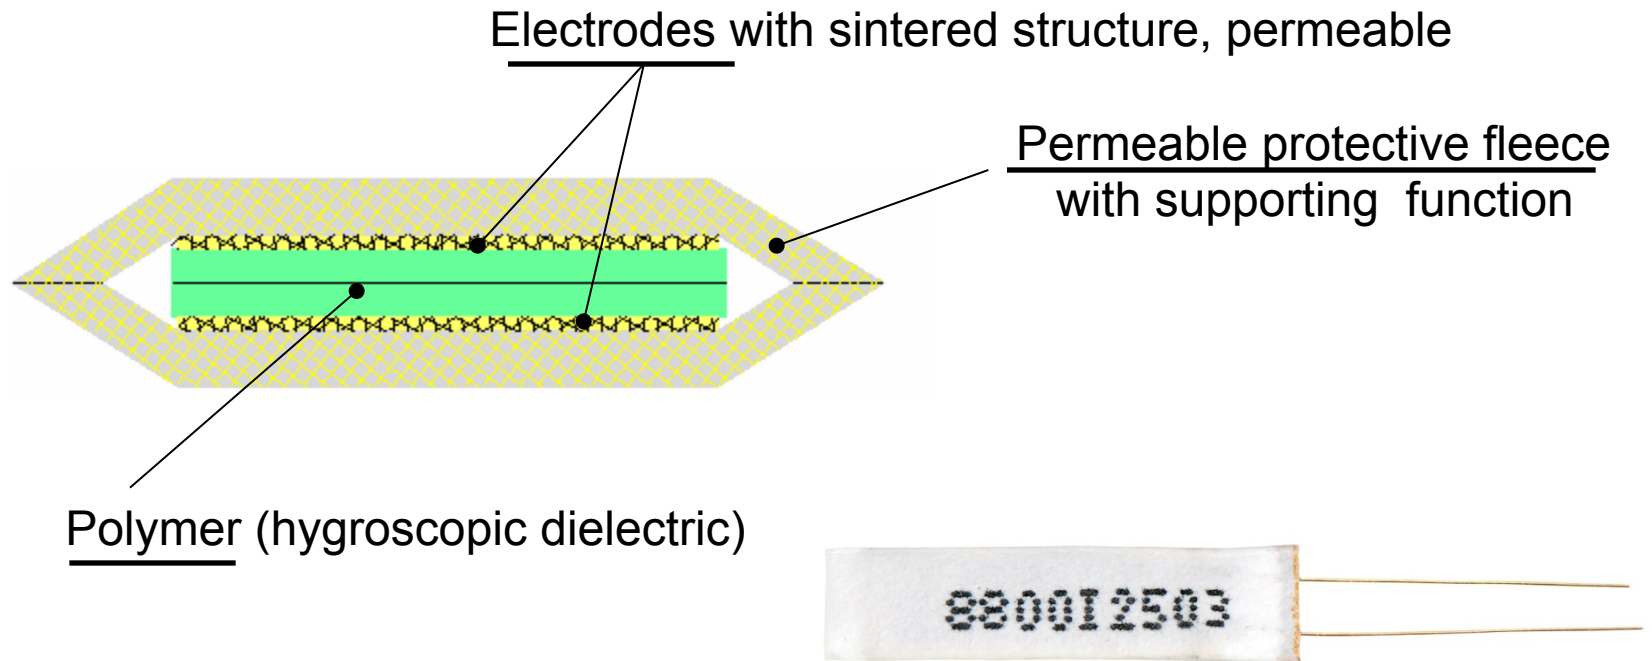 Electrodes with sintered structure, permeable
Permeable protective fleece
with supporting function
Polymer (hygroscopic dielectric)
8800I2503